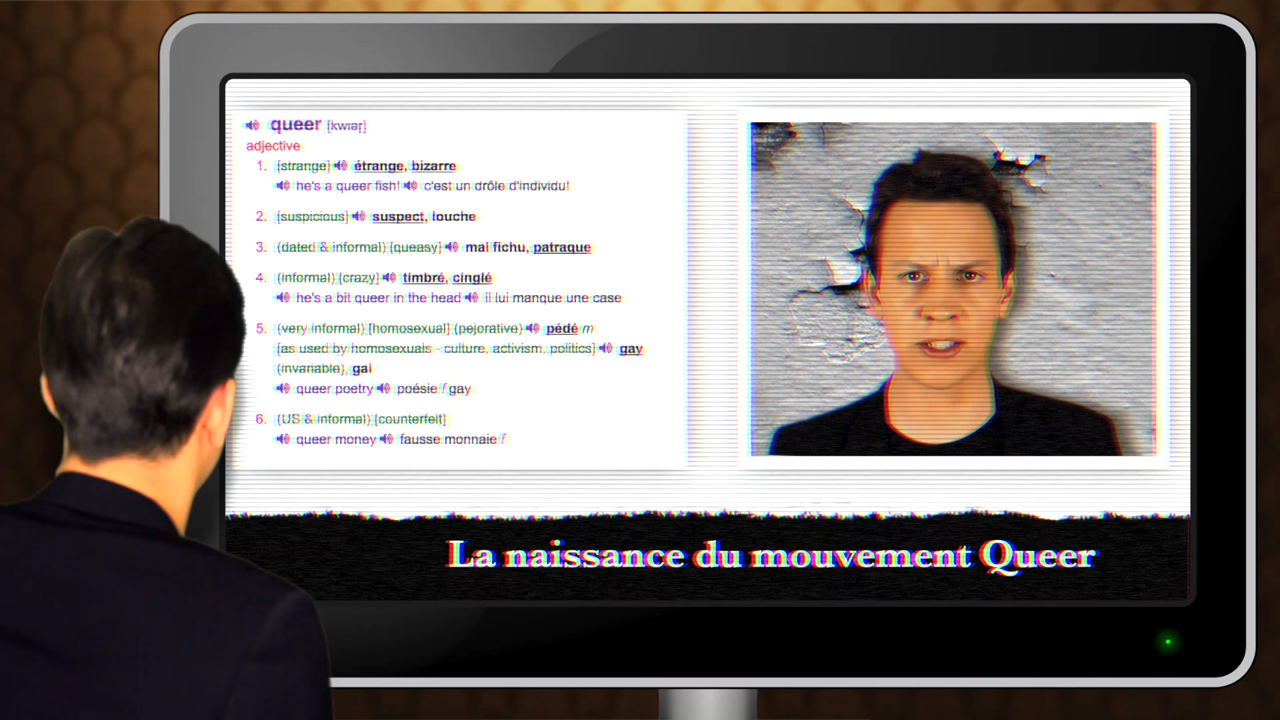 queer [kwɪəʳ]
adjective
1. [strange] étrange, bizarre
he's a queer fish! c'est un drôle d'individu!
2. [suspicious] suspect, louche
3. (dated & informal) [queasy] mal fichu, patraque
4. (informal) [crazy] timbré, cinglé
he's a bit queer in the head il lui manque une case
5. (very informal) [homosexual] (pejorative) pédé m
[as used by homosexuals - culture, activism, politics] gay
(invariable), gai
queer poetry poésie f gay
6. (US & informal) [counterfeit]
queer money fausse monnaie f
La naissance du mouvement Queer